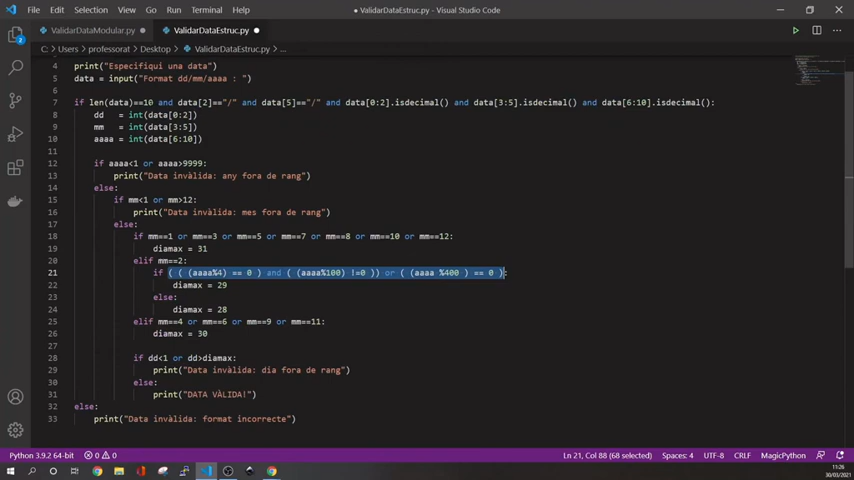 File Edit Selection View Go Run Terminal Help
● ValidarDataEstruc.py - Visual Studio Code
ValidarDataModular.py ValidarDataEstruc.py
C: > Users > professorat > Desktop > ValidarDataEstruc.py > ...
4 print("Especifiqui una data")
5 data = input("Format dd/mm/aaaa : ")
6
7 if len(data)==10 and data[2]=="/" and data[5]=="/" and data[0:2].isdecimal() and data[3:5].isdecimal() and data[6:10].isdecimal():
8 dd = int(data[0:2])
9 mm = int(data[3:5])
10 aaaa = int(data[6:10])
11
12 if aaaa<1 or aaaa>9999:
13 print("Data invàlida: any fora de rang")
14 else:
15 if mm<1 or mm>12:
16 print("Data invàlida: mes fora de rang")
17 else:
18 if mm==1 or mm==3 or mm==5 or mm==7 or mm==8 or mm==10 or mm==12:
19 diamax = 31
20 elif mm==2:
21 if ( ( (aaaa%4) == 0 ) and ( (aaaa%100) !=0 )) or ( (aaaa %400 ) == 0 ):
22 diamax = 29
23 else:
24 diamax = 28
25 elif mm==4 or mm==6 or mm==9 or mm==11:
26 diamax = 30
27
28 if dd<1 or dd>diamax:
29 print("Data invàlida: dia fora de rang")
30 else:
31 print("DATA VÀLIDA!")
32 else:
33 print("Data invàlida: format incorrecte")
Python 3.9.2 64-bit 0 0 Ln 21, Col 88 (68 selected) Spaces: 4 UTF-8 CRLF MagicPython
11:26
30/03/2021